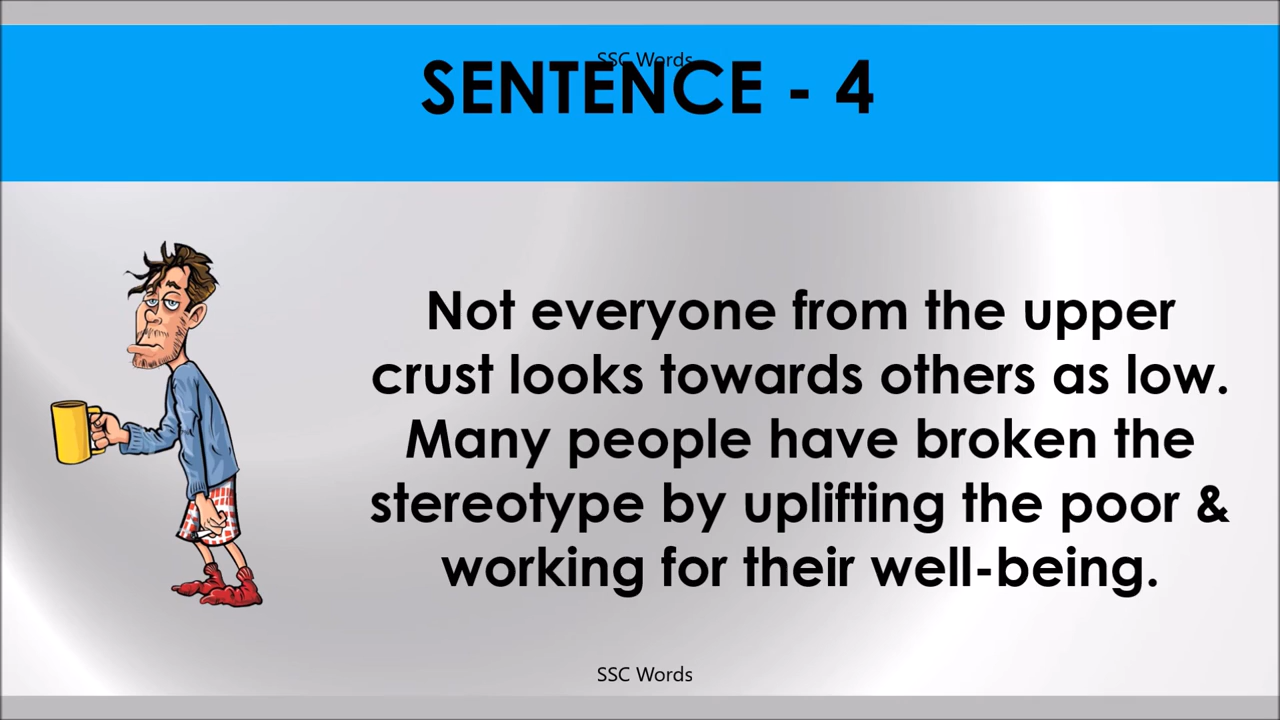 SSC Words
SENTENCE - 4
Not everyone from the upper
crust looks towards others as low.
Many people have broken the
stereotype by uplifting the poor &
working for their well-being.
SSC Words